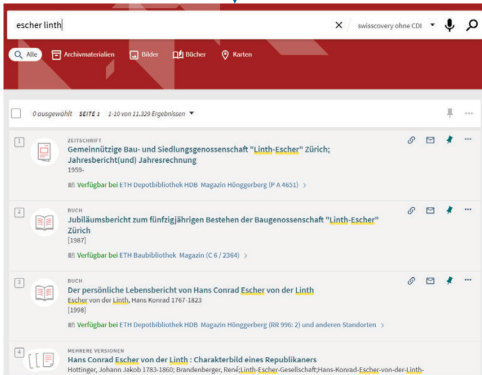 escher linth
swisscovery ohne CDI
Alle
Archivmaterialien
Bilder
Bücher
Karten
0 ausgewählt SEITE 1 1-10 von 11.329 Ergebnissen
1
ZEITSCHRIFT
Gemeinnützige Bau- und Siedlungsgenossenschaft "Linth-Escher" Zürich;
Jahresbericht(und) Jahresrechnung
1959-
Verfügbar bei ETH Depotbibliothek HDB Magazin Hönggerberg (P A 4651)
2
BUCH
Jubiläumsbericht zum fünfzigjährigen Bestehen der Baugenossenschaft "Linth-Escher"
Zürich
[1987]
Verfügbar bei ETH Baubibliothek Magazin (C 6 / 2364)
3
BUCH
Der persönliche Lebensbericht von Hans Conrad Escher von der Linth
Escher von der Linth, Hans Konrad 1767-1823
[1998]
Verfügbar bei ETH Depotbibliothek HDB Magazin Hönggerberg (RR 996: 2) und anderen Standorten
4
MEHRERE VERSIONEN
Hans Conrad Escher von der Linth : Charakterbild eines Republikaners
Hottinger, Johann Jakob 1783-1860; Brandenberger, René;Linth-Escher-Gesellschaft;Hans-Konrad-Escher-von-der-Linth-